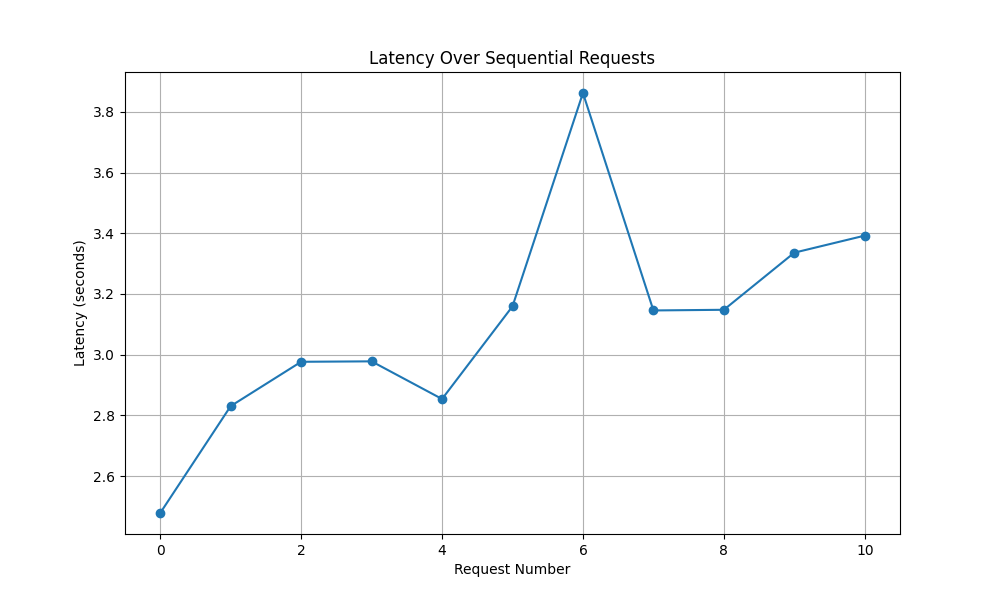 Latency Over Sequential Requests
Latency (seconds)
3.8
3.6
3.4
3.2
3.0
2.8
2.6
0 2 4 6 8 10
Request Number